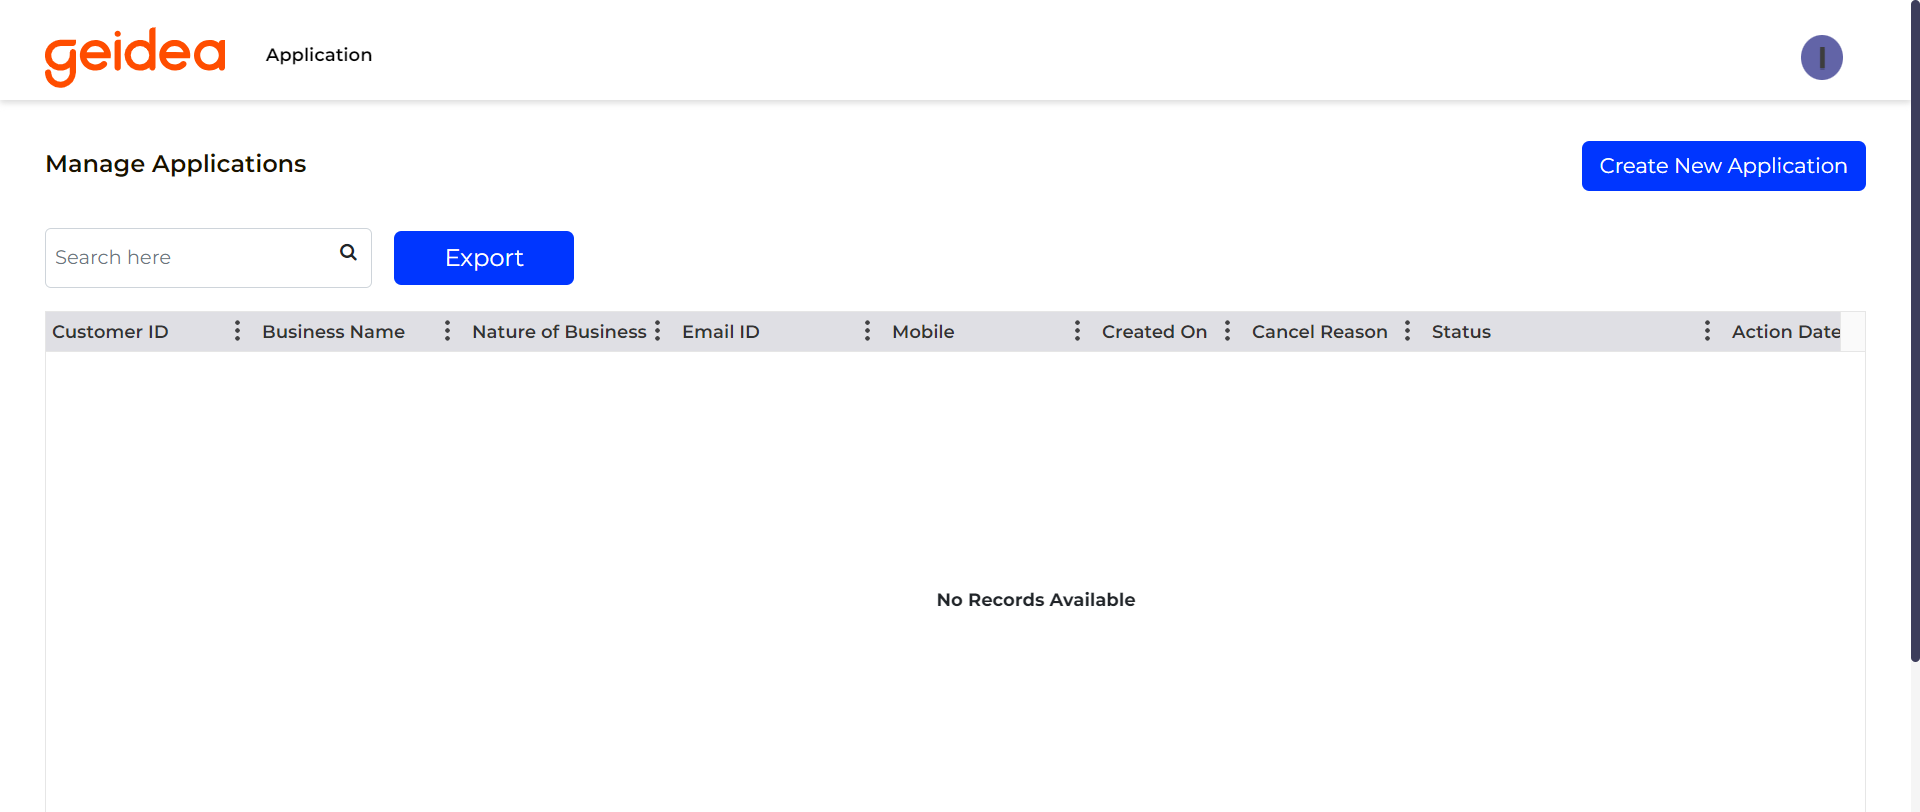 geidea Application I
Manage Applications Create New Application
Search here Export
Customer ID Business Name Nature of Business Email ID Mobile Created On Cancel Reason Status Action Date
No Records Available